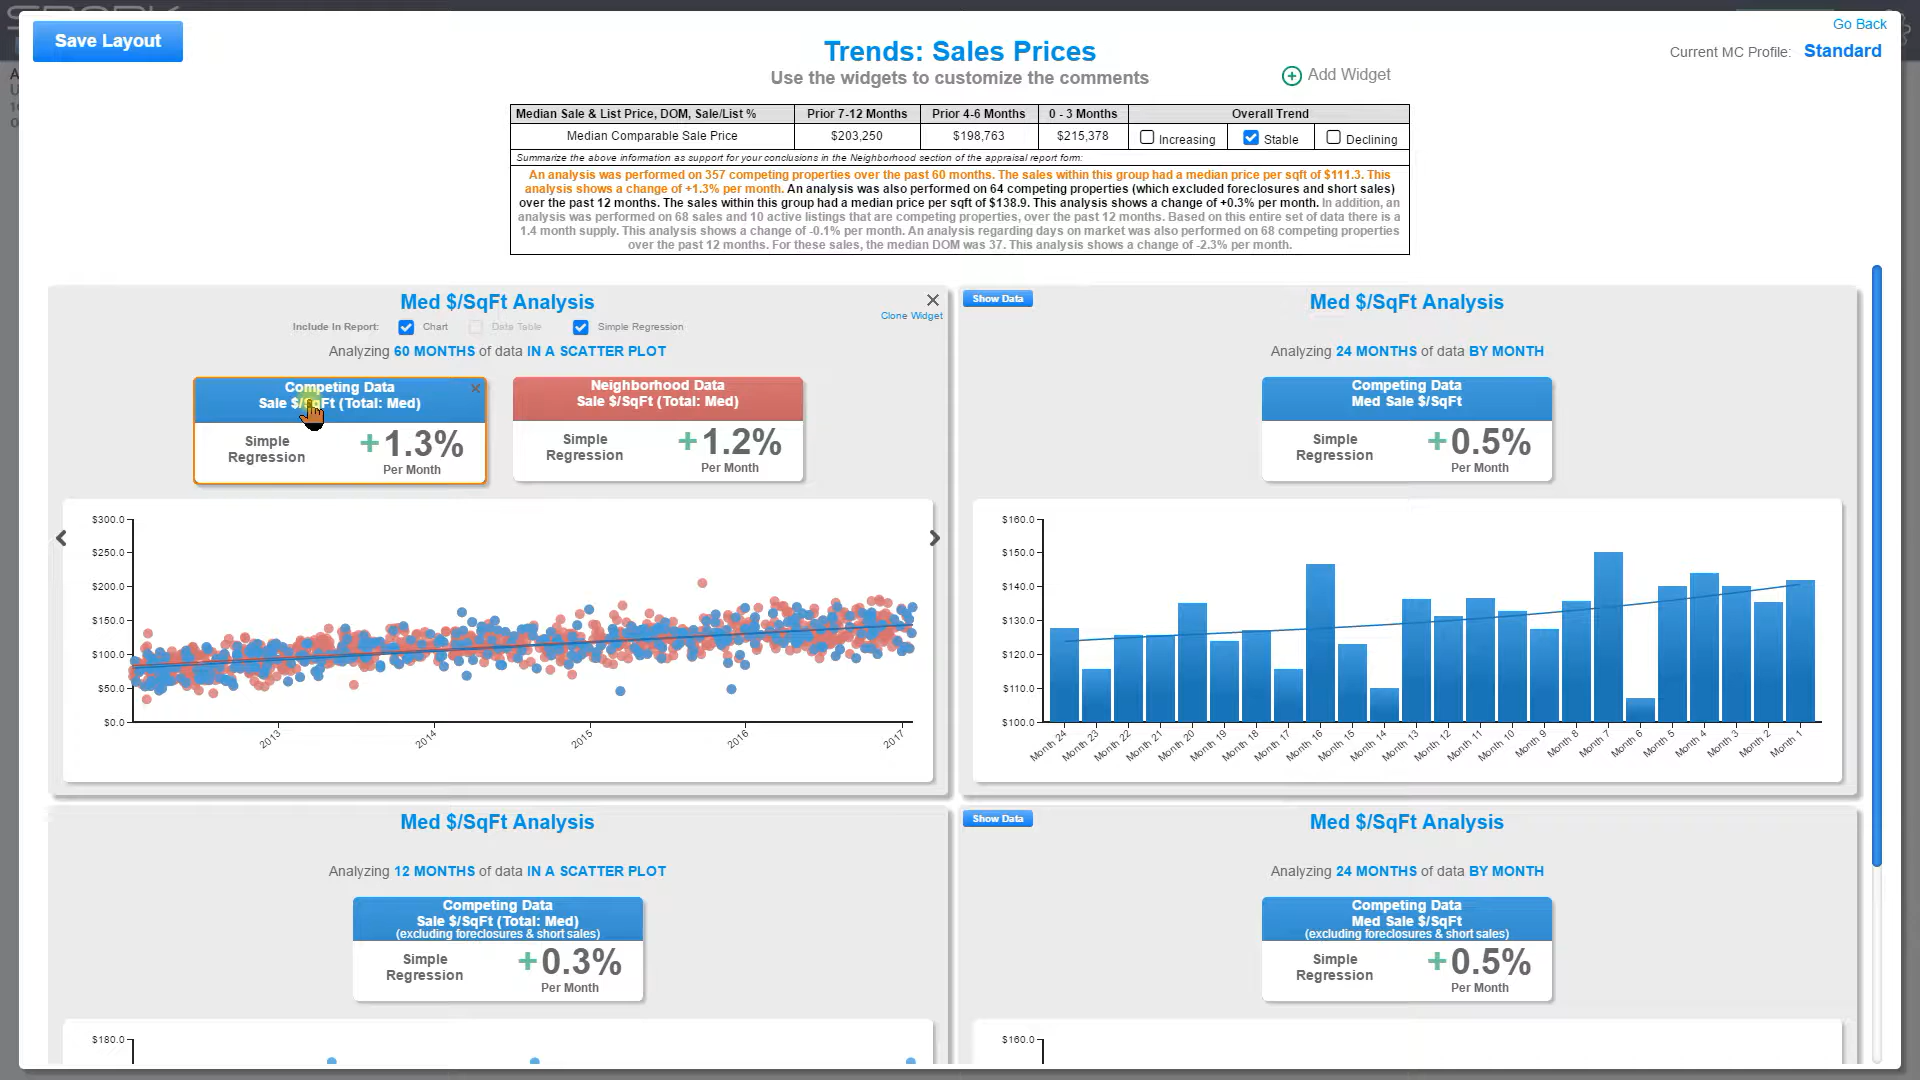 Save Layout
Go Back
Current MC Profile: Standard
Trends: Sales Prices
Use the widgets to customize the comments
Add Widget
Median Sale & List Price, DOM, Sale/List % Prior 7-12 Months Prior 4-6 Months 0 - 3 Months Overall Trend
Median Comparable Sale Price $203,250 $198,763 $215,378 Increasing Stable Declining
Summarize the above information as support for your conclusions in the Neighborhood section of the appraisal report form:
An analysis was performed on 357 competing properties over the past 60 months. The sales within this group had a median price per sqft of $111.3. This
analysis shows a change of +1.3% per month. An analysis was also performed on 64 competing properties (which excluded foreclosures and short sales)
over the past 12 months. The sales within this group had a median price per sqft of $138.9. This analysis shows a change of +0.3% per month. In addition, an
analysis was performed on 68 sales and 10 active listings that are competing properties, over the past 12 months. Based on this entire set of data there is a
1.4 month supply. This analysis shows a change of -0.1% per month. An analysis regarding days on market was also performed on 68 competing properties
over the past 12 months. For these sales, the median DOM was 37. This analysis shows a change of -2.3% per month.
Med $/SqFt Analysis
Clone Widget
Include In Report: Chart Data Table Simple Regression
Analyzing 60 MONTHS of data IN A SCATTER PLOT
Competing Data
Sale $/SqFt (Total: Med)
Simple
Regression
+1.3%
Per Month
Neighborhood Data
Sale $/SqFt (Total: Med)
Simple
Regression
+1.2%
Per Month
$300.0
$250.0
$200.0
$150.0
$100.0
$50.0
$0.0
2013 2014 2015 2016 2017
Show Data
Med $/SqFt Analysis
Analyzing 24 MONTHS of data BY MONTH
Competing Data
Med Sale $/SqFt
Simple
Regression
+0.5%
Per Month
$160.0
$150.0
$140.0
$130.0
$120.0
$110.0
$100.0
Month 24 Month 23 Month 22 Month 21 Month 20 Month 19 Month 18 Month 17 Month 16 Month 15 Month 14 Month 13 Month 12 Month 11 Month 10 Month 9 Month 8 Month 7 Month 6 Month 5 Month 4 Month 3 Month 2 Month 1
Med $/SqFt Analysis
Analyzing 12 MONTHS of data IN A SCATTER PLOT
Competing Data
Sale $/SqFt (Total: Med)
(excluding foreclosures & short sales)
Simple
Regression
+0.3%
Per Month
$180.0
Show Data
Med $/SqFt Analysis
Analyzing 24 MONTHS of data BY MONTH
Competing Data
Med Sale $/SqFt
(excluding foreclosures & short sales)
Simple
Regression
+0.5%
Per Month
$160.0